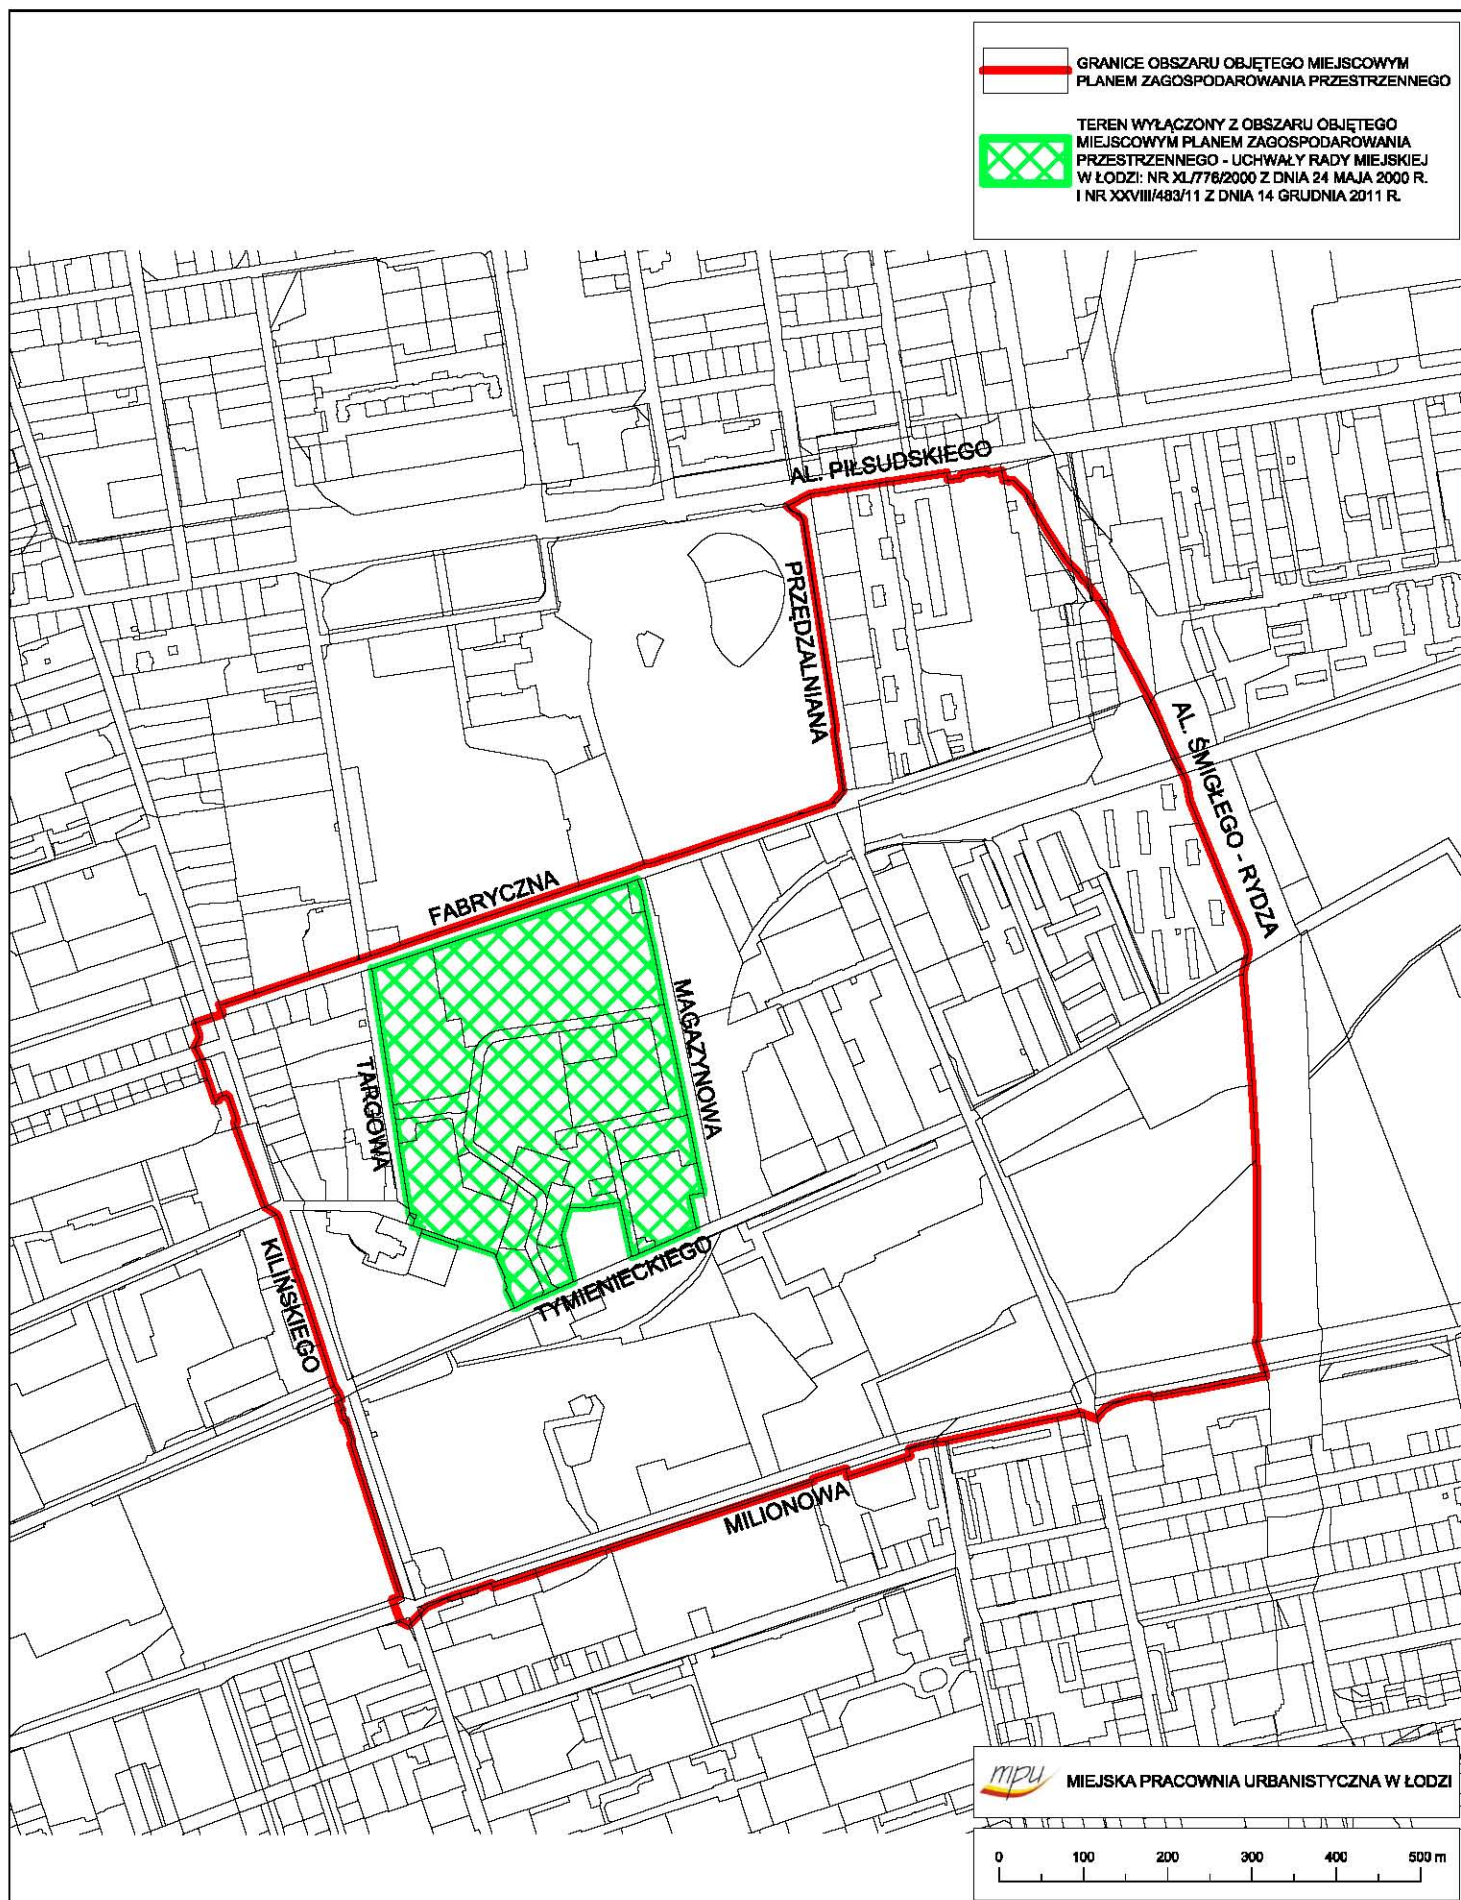 GRANICE OBSZARU OBJĘTEGO MIEJSCOWYM
PLANEM ZAGOSPODAROWANIA PRZESTRZENNEGO
TEREN WYŁĄCZONY Z OBSZARU OBJĘTEGO
MIEJSCOWYM PLANEM ZAGOSPODAROWANIA
PRZESTRZENNEGO - UCHWAŁY RADY MIEJSKIEJ
W ŁODZI: NR XL/776/2000 Z DNIA 24 MAJA 2000 R.
I NR XXVIII/483/11 Z DNIA 14 GRUDNIA 2011 R.
AL. PIŁSUDSKIEGO
PRZĘDZALNIANA
AL. ŚMIGŁEGO - RYDZA
FABRYCZNA
MAGAZYNOWA
TARGOWA
KILIŃSKIEGO
TYMIENIECKIEGO
MILIONOWA
mpu
MIEJSKA PRACOWNIA URBANISTYCZNA W ŁODZI
0 100 200 300 400 500 m